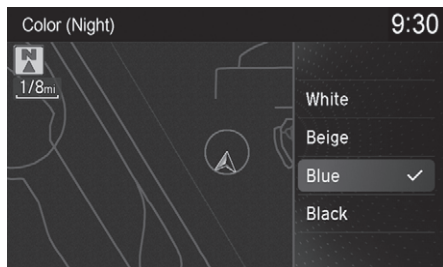 Color (Night) 9:30
N
1/8mi
White
Beige
Blue
Black